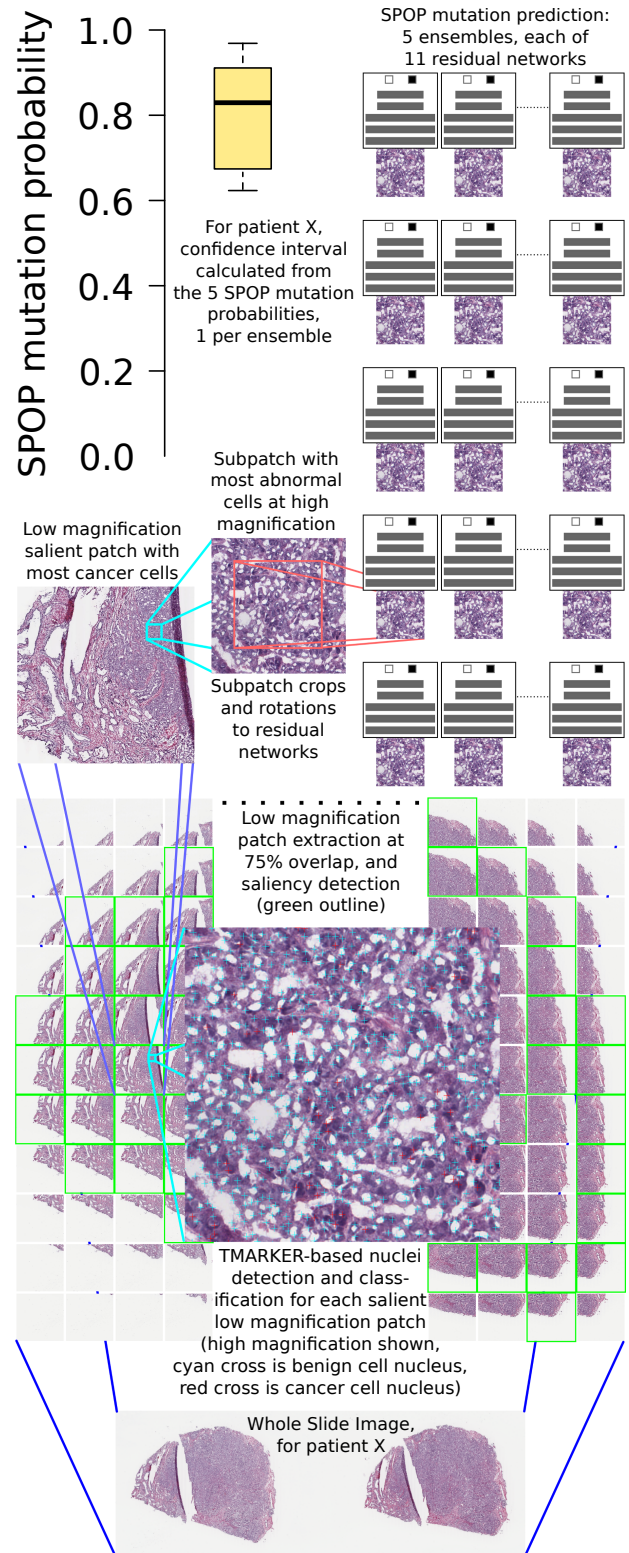 SPOP mutation probability
1.0
0.8
0.6
0.4
0.2
0.0
SPOP mutation prediction:
5 ensembles, each of
11 residual networks
For patient X,
confidence interval
calculated from
the 5 SPOP mutation
probabilities,
1 per ensemble
Subpatch with
most abnormal
cells at high
magnification
Low magnification
salient patch with
most cancer cells
Subpatch crops
and rotations
to residual
networks
Low magnification
patch extraction at
75% overlap, and
saliency detection
(green outline)
TMARKER-based nuclei
detection and class-
ification for each salient
low magnification patch
(high magnification shown,
cyan cross is benign cell nucleus,
red cross is cancer cell nucleus)
Whole Slide Image,
for patient X